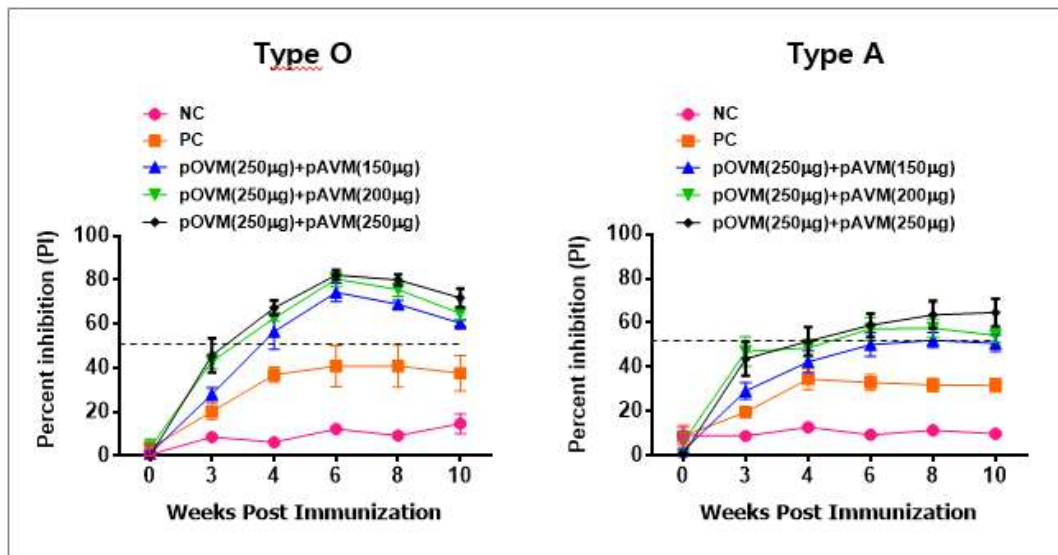 Type O
NC
PC
pOVM(250µg)+pAVM(150µg)
pOVM(250µg)+pAVM(200µg)
pOVM(250µg)+pAVM(250µg)
Percent inhibition (PI)
100
80
60
40
20
0
0 3 4 6 8 10
Weeks Post Immunization
Type A
NC
PC
pOVM(250µg)+pAVM(150µg)
pOVM(250µg)+pAVM(200µg)
pOVM(250µg)+pAVM(250µg)
Percent inhibition (PI)
100
80
60
40
20
0
0 3 4 6 8 10
Weeks Post Immunization